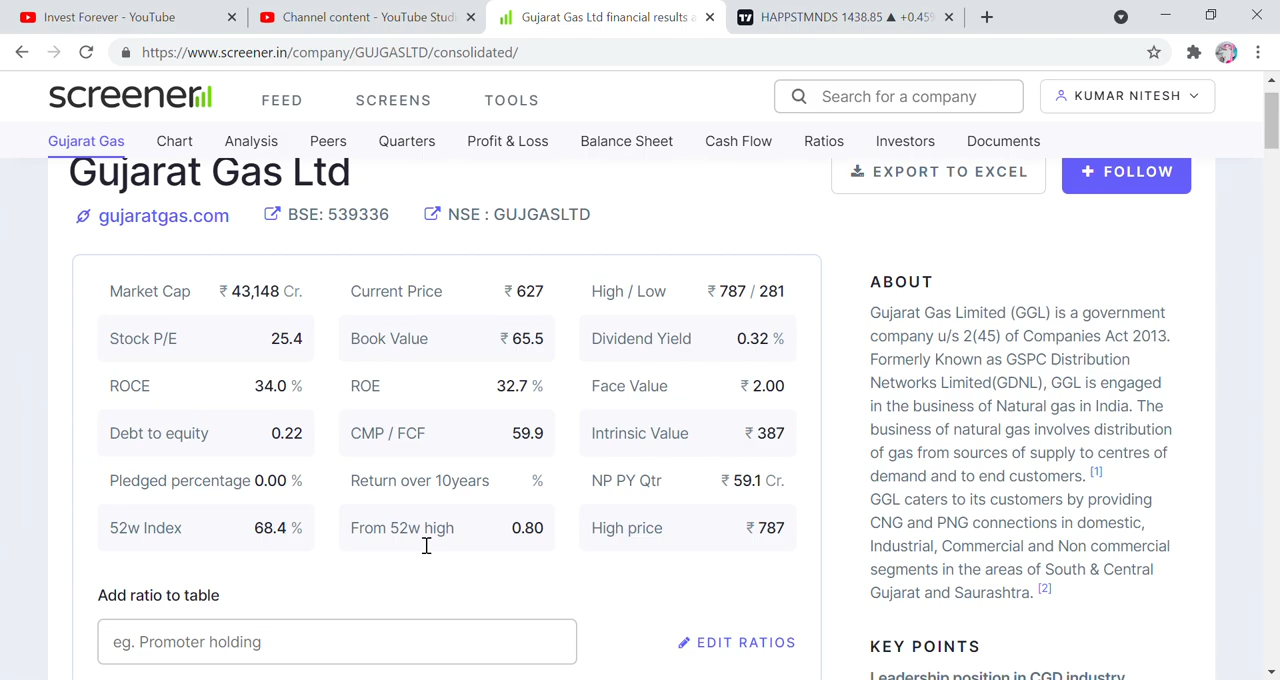 Invest Forever - YouTube
Channel content - YouTube Studi
Gujarat Gas Ltd financial results a
HAPPSTMNDS 1438.85 ▲ +0.45%
https://www.screener.in/company/GUJGASLTD/consolidated/
screener
FEED SCREENS TOOLS
Search for a company
KUMAR NITESH
Gujarat Gas Chart Analysis Peers Quarters Profit & Loss Balance Sheet Cash Flow Ratios Investors Documents
Gujarat Gas Ltd
EXPORT TO EXCEL
+ FOLLOW
gujaratgas.com BSE: 539336 NSE : GUJGASLTD
Market Cap ₹ 43,148 Cr. Current Price ₹ 627 High / Low ₹ 787 / 281
Stock P/E 25.4 Book Value ₹ 65.5 Dividend Yield 0.32 %
ROCE 34.0 % ROE 32.7 % Face Value ₹ 2.00
Debt to equity 0.22 CMP / FCF 59.9 Intrinsic Value ₹ 387
Pledged percentage 0.00 % Return over 10years % NP PY Qtr ₹ 59.1 Cr.
52w Index 68.4 % From 52w high 0.80 High price ₹ 787
Add ratio to table
eg. Promoter holding
EDIT RATIOS
ABOUT
Gujarat Gas Limited (GGL) is a government
company u/s 2(45) of Companies Act 2013.
Formerly Known as GSPC Distribution
Networks Limited(GDNL), GGL is engaged
in the business of Natural gas in India. The
business of natural gas involves distribution
of gas from sources of supply to centres of
demand and to end customers. [1]
GGL caters to its customers by providing
CNG and PNG connections in domestic,
Industrial, Commercial and Non commercial
segments in the areas of South & Central
Gujarat and Saurashtra. [2]
KEY POINTS
Leadership position in CGD industry